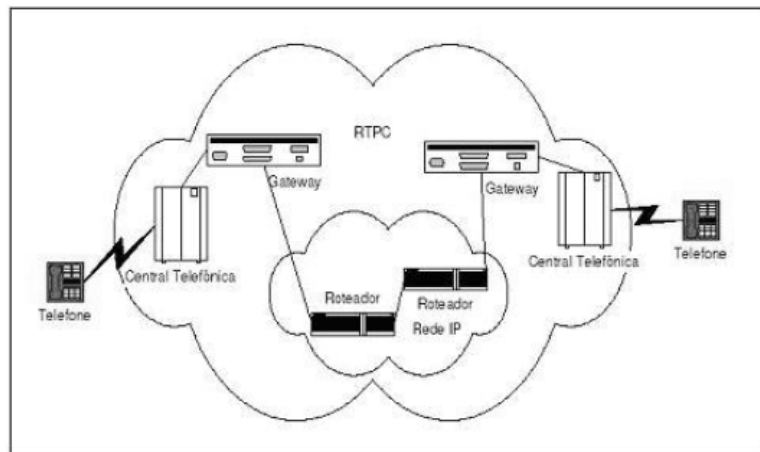 RTPC
Gateway
Gateway
Central Telefônica
Central Telefônica
Telefone
Telefone
Roteador
Roteador
Rede IP